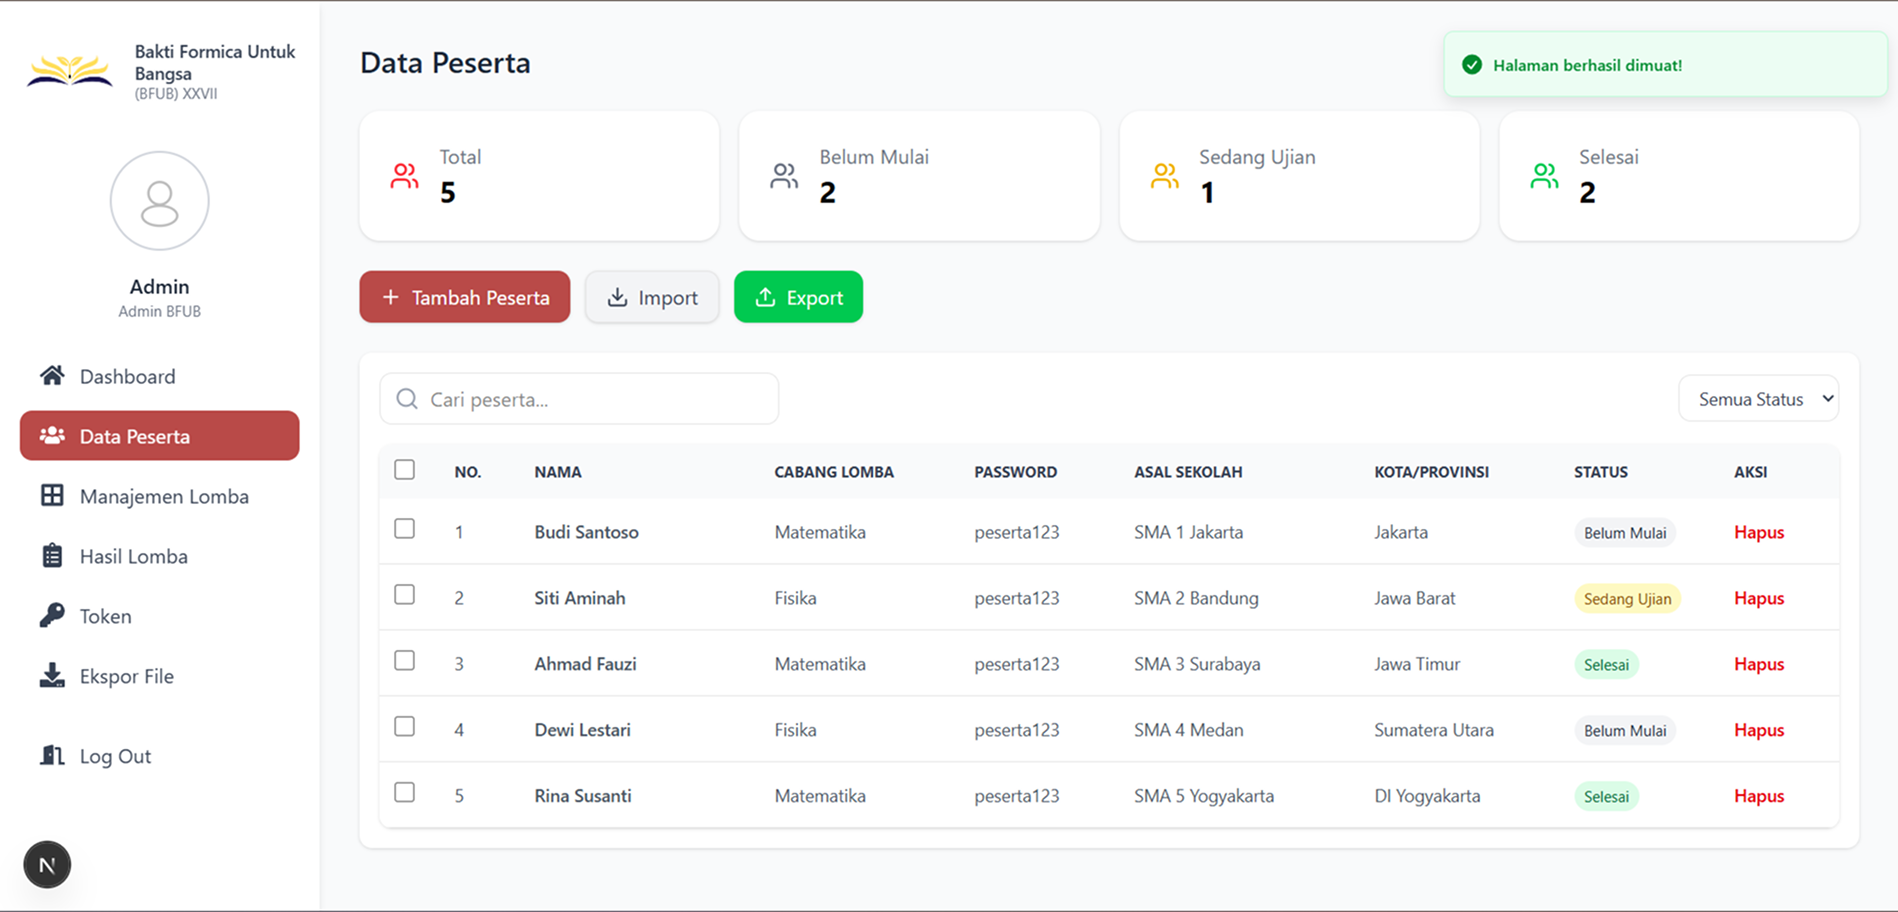 Bakti Formica Untuk
Bangsa
(BFUB) XXVII
Admin
Admin BFUB
Dashboard
Data Peserta
Manajemen Lomba
Hasil Lomba
Token
Ekspor File
Log Out
N
Data Peserta
Halaman berhasil dimuat!
Total
5
Belum Mulai
2
Sedang Ujian
1
Selesai
2
Tambah Peserta
Import
Export
Cari peserta...
Semua Status
NO. NAMA CABANG LOMBA PASSWORD ASAL SEKOLAH KOTA/PROVINSI STATUS AKSI
1 Budi Santoso Matematika peserta123 SMA 1 Jakarta Jakarta Belum Mulai Hapus
2 Siti Aminah Fisika peserta123 SMA 2 Bandung Jawa Barat Sedang Ujian Hapus
3 Ahmad Fauzi Matematika peserta123 SMA 3 Surabaya Jawa Timur Selesai Hapus
4 Dewi Lestari Fisika peserta123 SMA 4 Medan Sumatera Utara Belum Mulai Hapus
5 Rina Susanti Matematika peserta123 SMA 5 Yogyakarta DI Yogyakarta Selesai Hapus